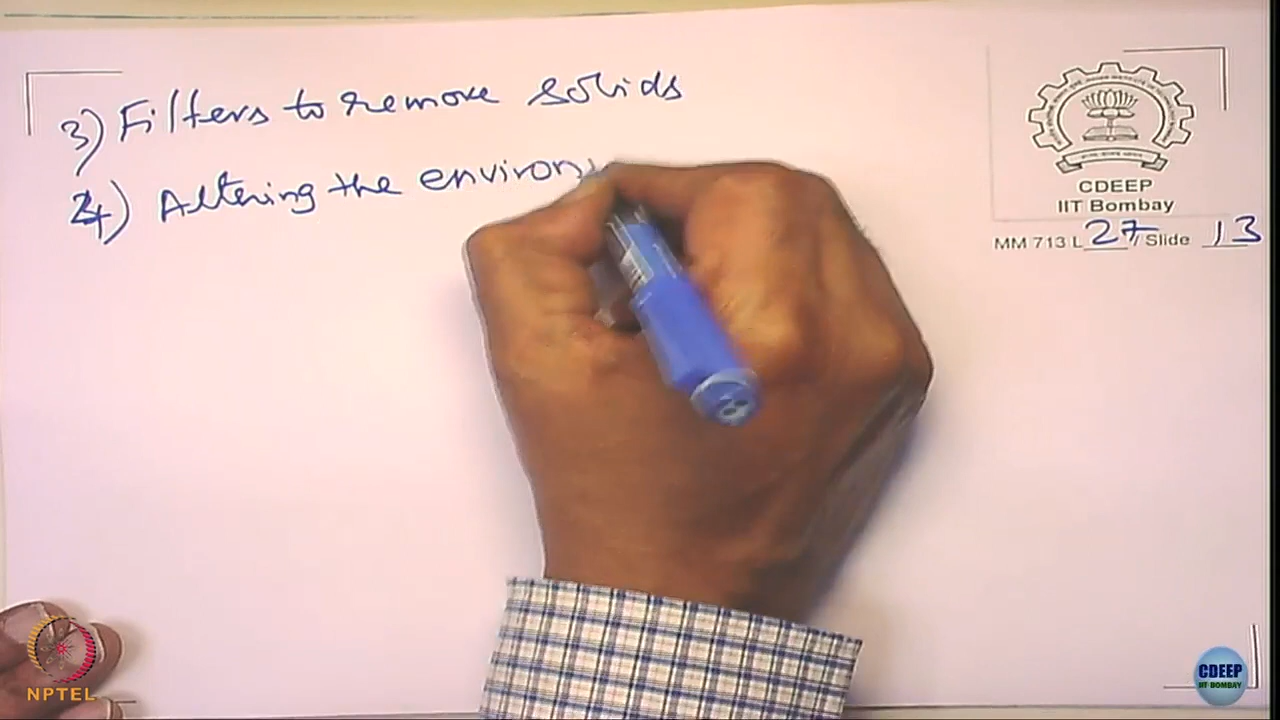 3) Filters to remove solids
4) Altering the environ
CDEEP
IIT Bombay
MM 713 L 27 / Slide 13
NPTEL
CDEEP
IIT BOMBAY